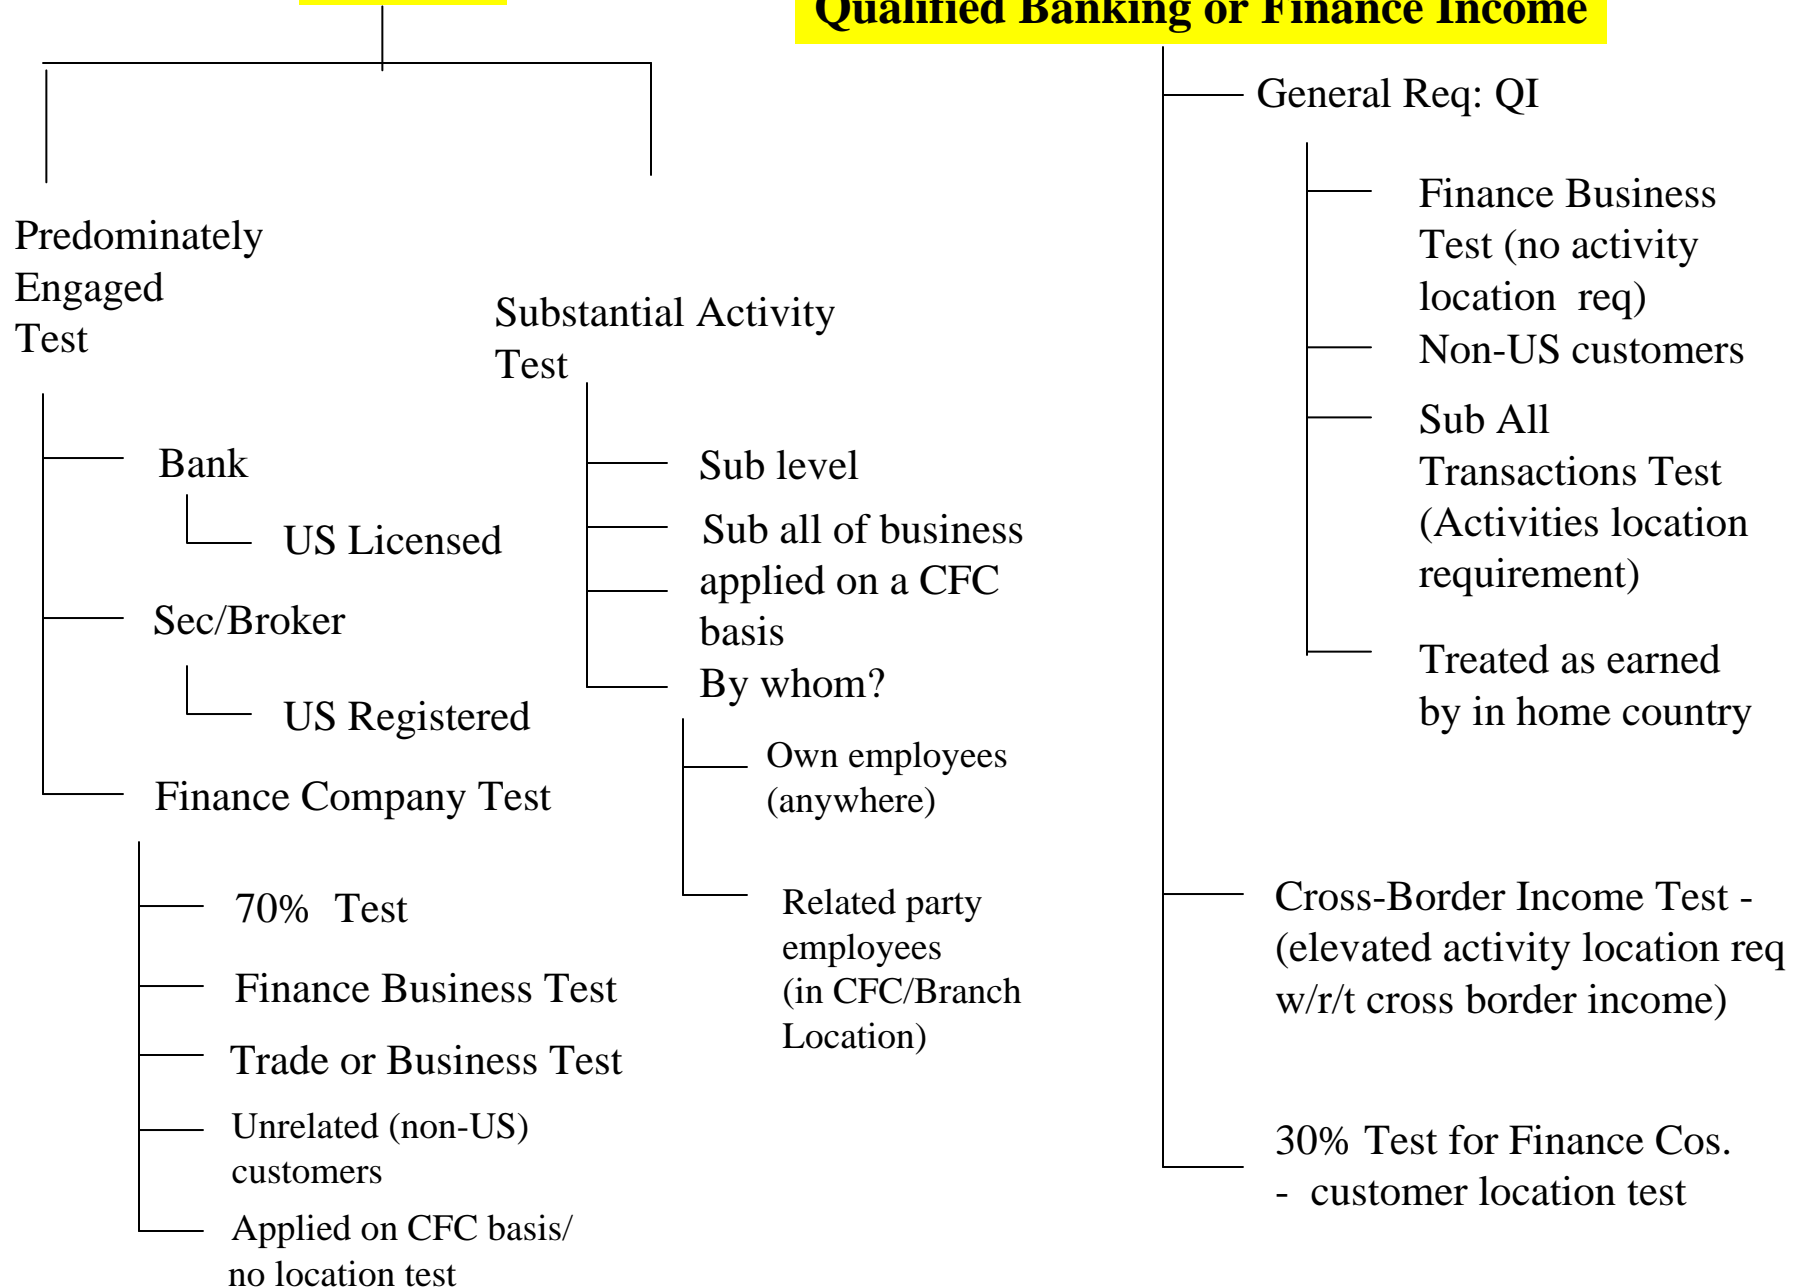 Qualified Banking or Finance Income
Predominately
Engaged
Test
Bank
US Licensed
Sec/Broker
US Registered
Finance Company Test
70% Test
Finance Business Test
Trade or Business Test
Unrelated (non-US)
customers
Applied on CFC basis/
no location test
Substantial Activity
Test
Sub level
Sub all of business
applied on a CFC
basis
By whom?
Own employees
(anywhere)
Related party
employees
(in CFC/Branch
Location)
General Req: QI
Finance Business
Test (no activity
location req)
Non-US customers
Sub All
Transactions Test
(Activities location
requirement)
Treated as earned
by in home country
Cross-Border Income Test -
(elevated activity location req
w/r/t cross border income)
30% Test for Finance Cos.
- customer location test